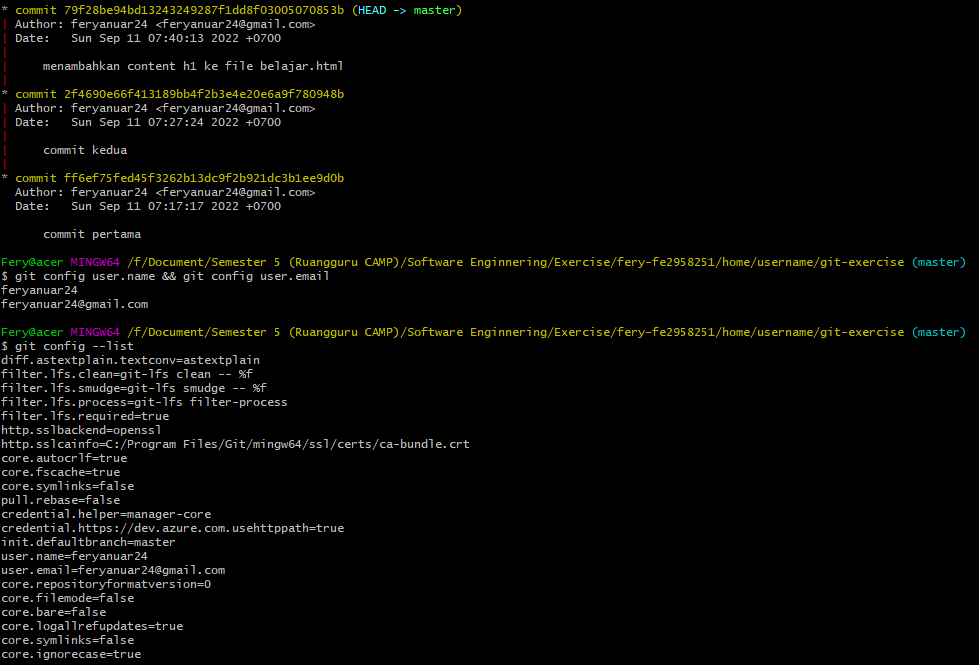 * commit 79f28be94bd13243249287f1dd8f03005070853b (HEAD -> master)
| Author: feryanuar24 <feryanuar24@gmail.com>
| Date:   Sun Sep 11 07:40:13 2022 +0700
|
|     menambahkan content h1 ke file belajar.html
|
* commit 2f4690e66f413189bb4f2b3e4e20e6a9f780948b
| Author: feryanuar24 <feryanuar24@gmail.com>
| Date:   Sun Sep 11 07:27:24 2022 +0700
|
|     commit kedua
|
* commit ff6ef75fed45f3262b13dc9f2b921dc3b1ee9d0b
  Author: feryanuar24 <feryanuar24@gmail.com>
  Date:   Sun Sep 11 07:17:17 2022 +0700

      commit pertama

Fery@acer MINGW64 /f/Document/Semester 5 (Ruangguru CAMP)/Software Enginnering/Exercise/fery-fe2958251/home/username/git-exercise (master)
$ git config user.name && git config user.email
feryanuar24
feryanuar24@gmail.com

Fery@acer MINGW64 /f/Document/Semester 5 (Ruangguru CAMP)/Software Enginnering/Exercise/fery-fe2958251/home/username/git-exercise (master)
$ git config --list
diff.astextplain.textconv=astextplain
filter.lfs.clean=git-lfs clean -- %f
filter.lfs.smudge=git-lfs smudge -- %f
filter.lfs.process=git-lfs filter-process
filter.lfs.required=true
http.sslbackend=openssl
http.sslcainfo=C:/Program Files/Git/mingw64/ssl/certs/ca-bundle.crt
core.autocrlf=true
core.fscache=true
core.symlinks=false
pull.rebase=false
credential.helper=manager-core
credential.https://dev.azure.com.usehttppath=true
init.defaultbranch=master
user.name=feryanuar24
user.email=feryanuar24@gmail.com
core.repositoryformatversion=0
core.filemode=false
core.bare=false
core.logallrefupdates=true
core.symlinks=false
core.ignorecase=true